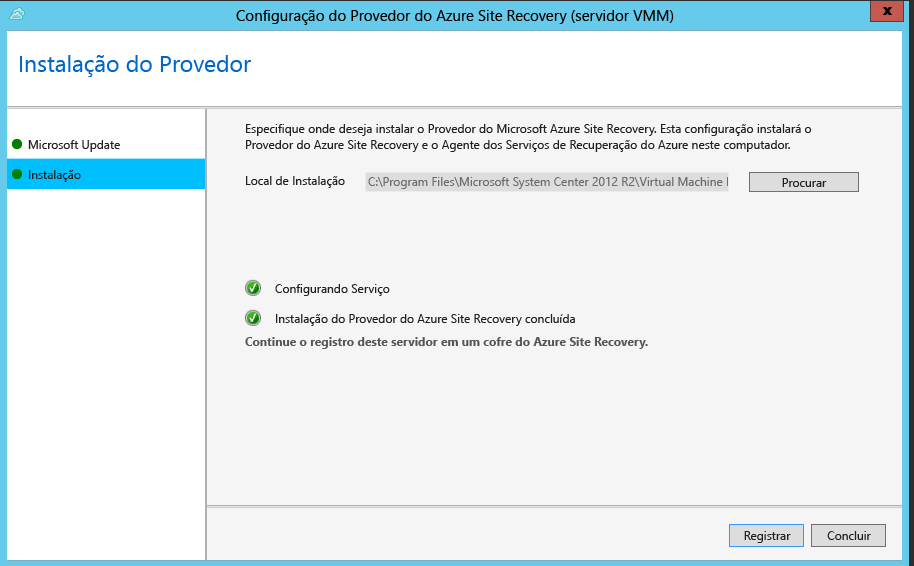 Configuração do Provedor do Azure Site Recovery (servidor VMM)
x
Instalação do Provedor
Microsoft Update
Instalação
Especifique onde deseja instalar o Provedor do Microsoft Azure Site Recovery. Esta configuração instalará o
Provedor do Azure Site Recovery e o Agente dos Serviços de Recuperação do Azure neste computador.
Local de Instalação
C:\Program Files\Microsoft System Center 2012 R2\Virtual Machine
Procurar
Configurando Serviço
Instalação do Provedor do Azure Site Recovery concluída
Continue o registro deste servidor em um cofre do Azure Site Recovery.
Registrar
Concluir